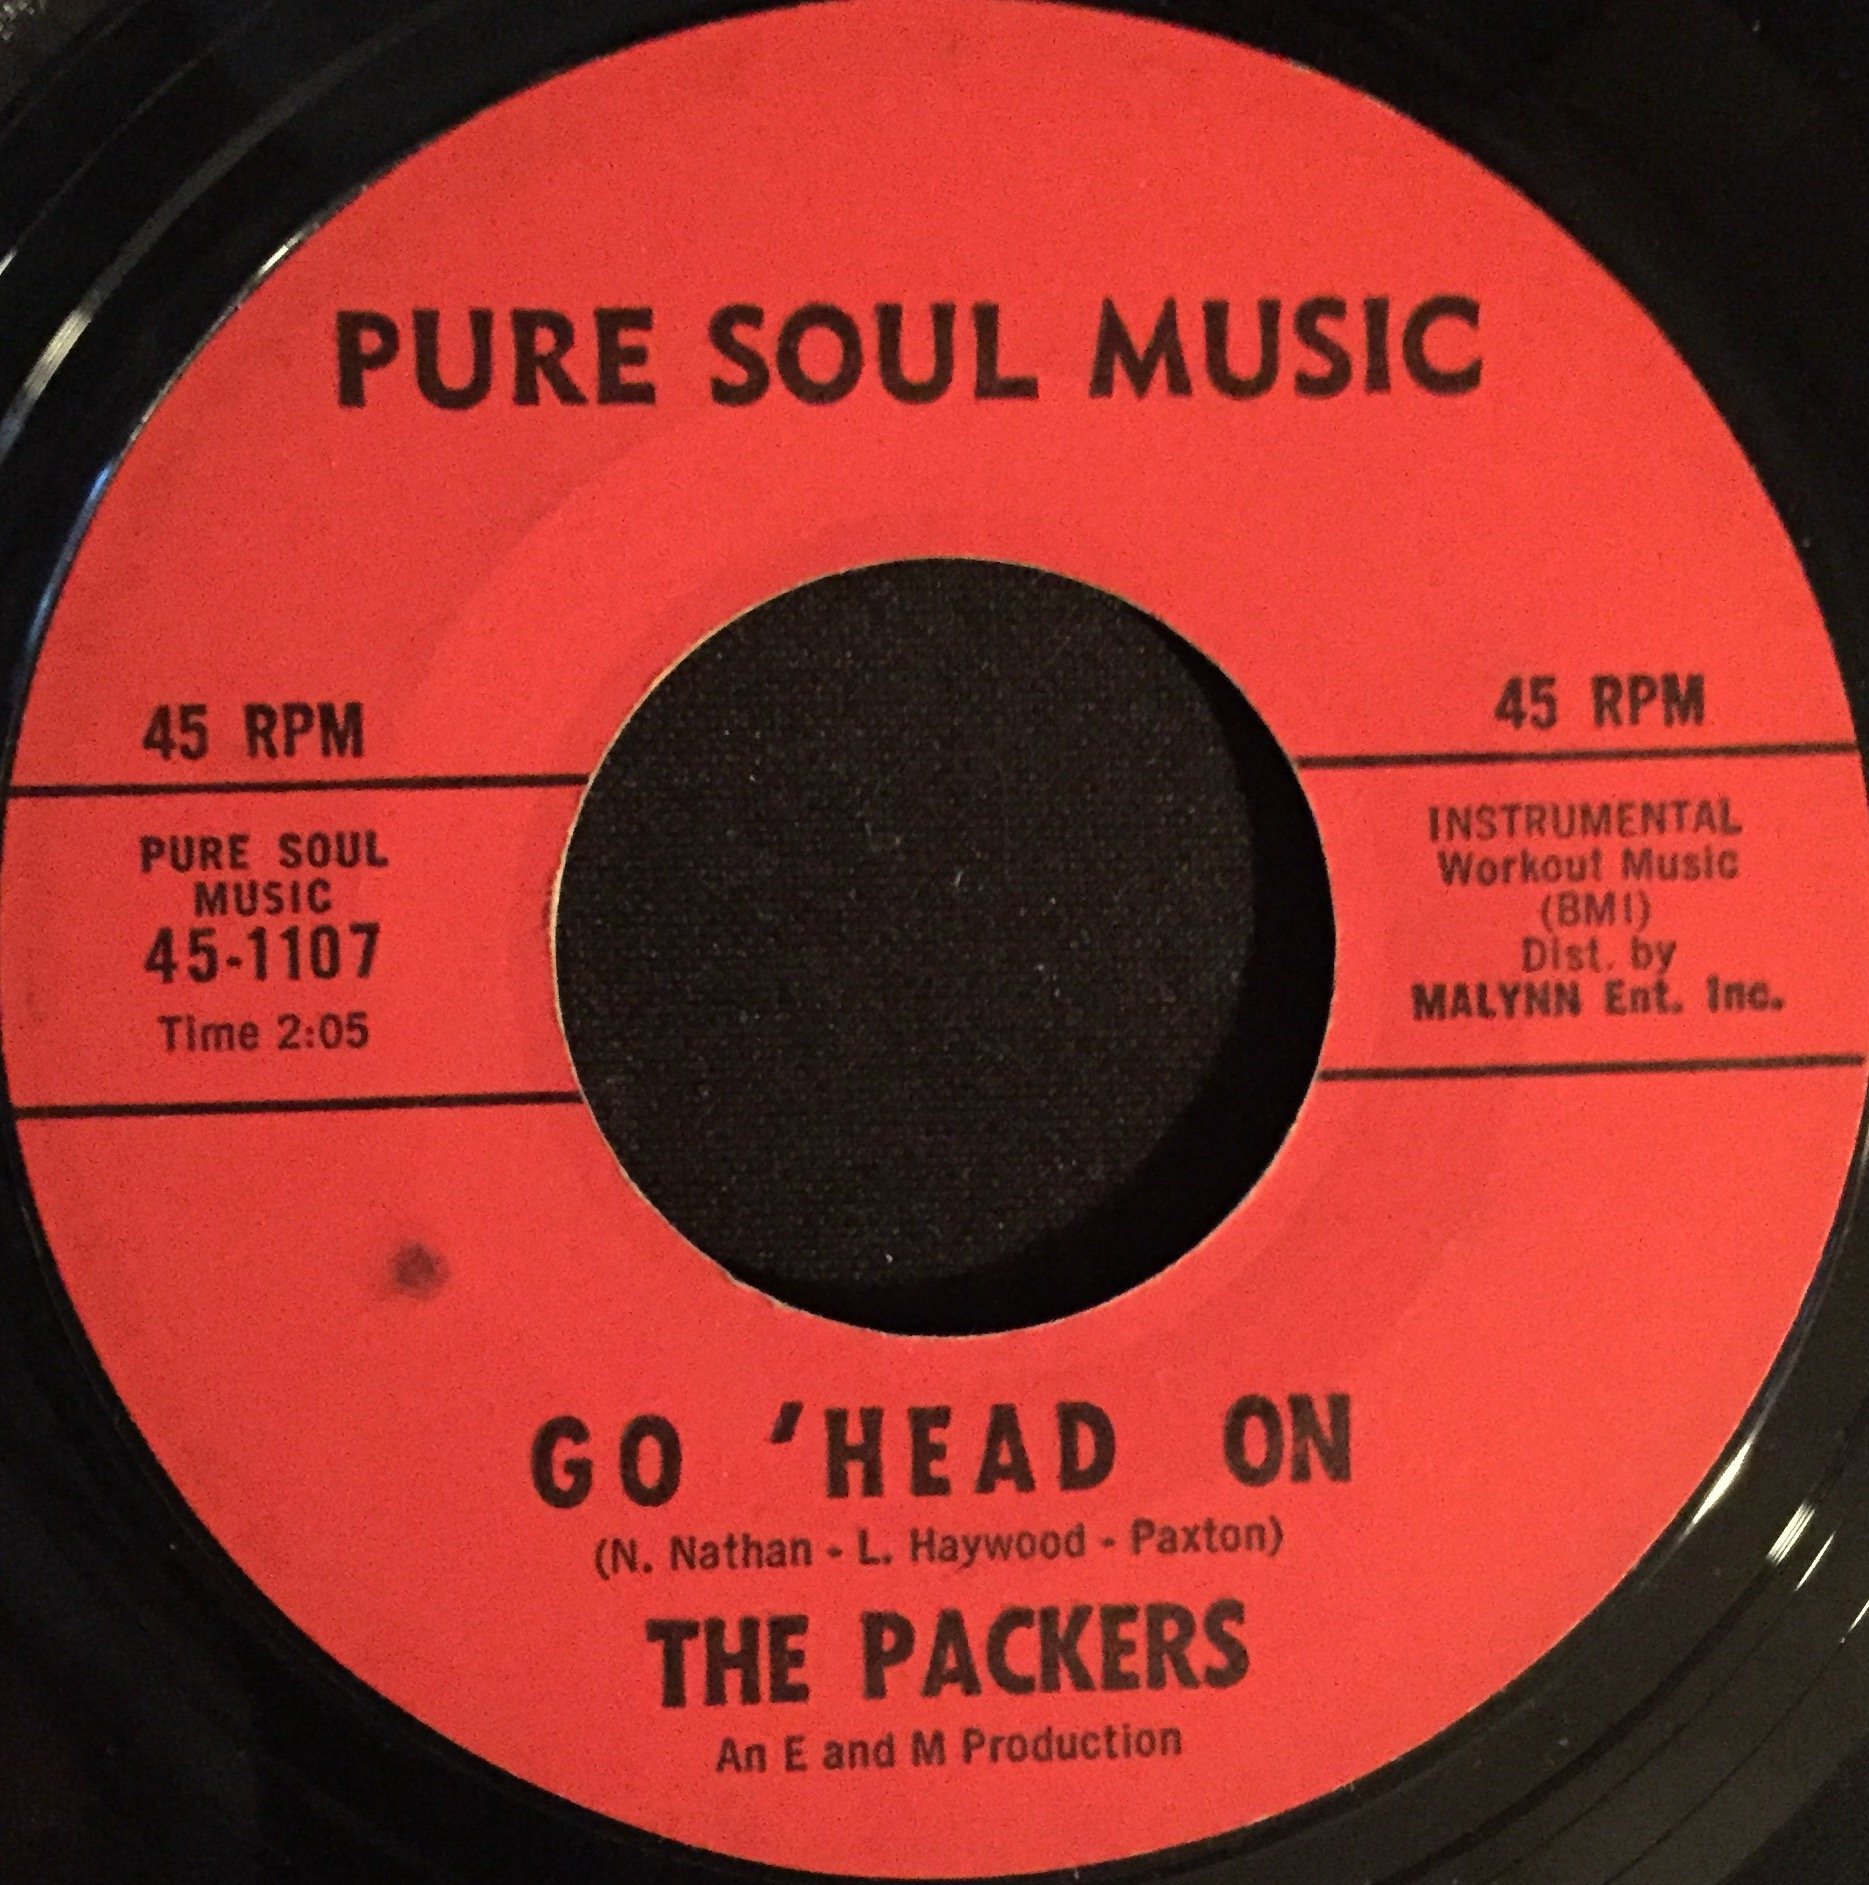 PURE SOUL MUSIC
45 RPM
PURE SOUL
MUSIC
45-1107
Time 2:05
45 RPM
INSTRUMENTAL
Workout Music
(BMI)
Dist. by
MALYNN Ent. Inc.
GO 'HEAD ON
(N. Nathan - L. Haywood - Paxton)
THE PACKERS
An E and M Production